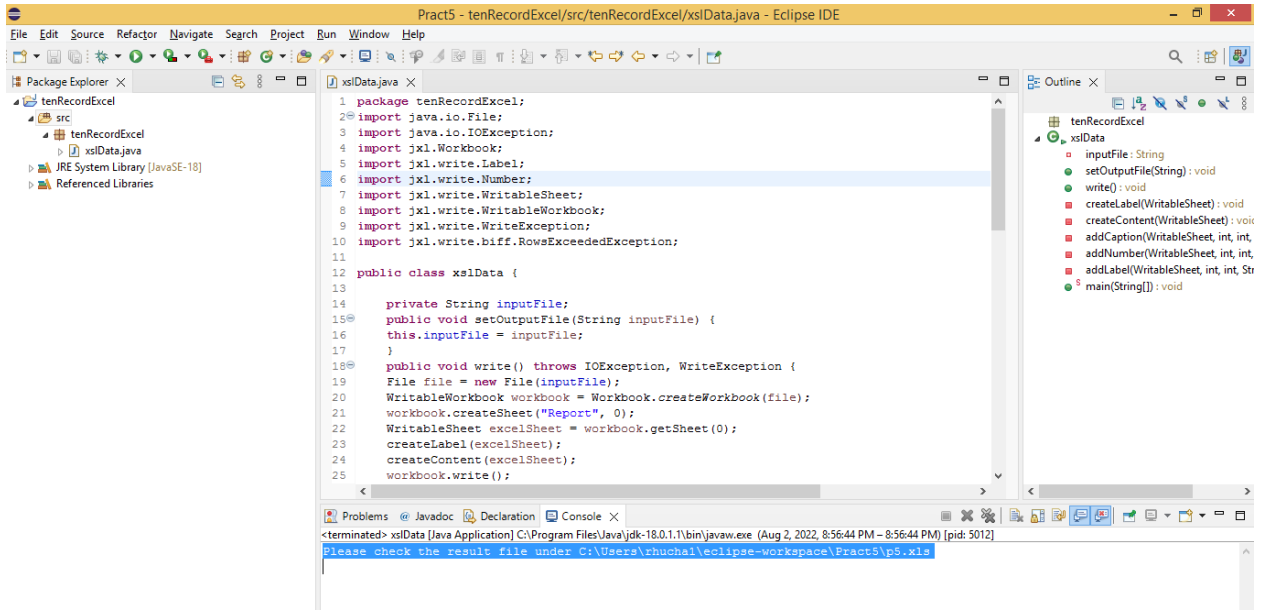 Pract5 - tenRecordExcel/src/tenRecordExcel/xslData.java - Eclipse IDE
File Edit Source Refactor Navigate Search Project Run Window Help
Package Explorer
tenRecordExcel
src
tenRecordExcel
xslData.java
JRE System Library [JavaSE-18]
Referenced Libraries
xslData.java
1 package tenRecordExcel;
2 import java.io.File;
3 import java.io.IOException;
4 import jxl.Workbook;
5 import jxl.write.Label;
6 import jxl.write.Number;
7 import jxl.write.WritableSheet;
8 import jxl.write.WritableWorkbook;
9 import jxl.write.WriteException;
10 import jxl.write.biff.RowsExceededException;
11
12 public class xslData {
13
14 private String inputFile;
15 public void setOutputFile(String inputFile) {
16 this.inputFile = inputFile;
17 }
18 public void write() throws IOException, WriteException {
19 File file = new File(inputFile);
20 WritableWorkbook workbook = Workbook.createWorkbook(file);
21 workbook.createSheet("Report", 0);
22 WritableSheet excelSheet = workbook.getSheet(0);
23 createLabel(excelSheet);
24 createContent(excelSheet);
25 workbook.write();
Outline
tenRecordExcel
xslData
inputFile : String
setOutputFile(String) : void
write() : void
createLabel(WritableSheet) : void
createContent(WritableSheet) : void
addCaption(WritableSheet, int, int,
addNumber(WritableSheet, int, int,
addLabel(WritableSheet, int, int, Str
main(String[]) : void
Problems @ Javadoc Declaration Console
<terminated> xslData [Java Application] C:\Program Files\Java\jdk-18.0.1.1\bin\javaw.exe (Aug 2, 2022, 8:56:44 PM – 8:56:44 PM) [pid: 5012]
Please check the result file under C:\Users\rhucha1\eclipse-workspace\Pract5\p5.xls